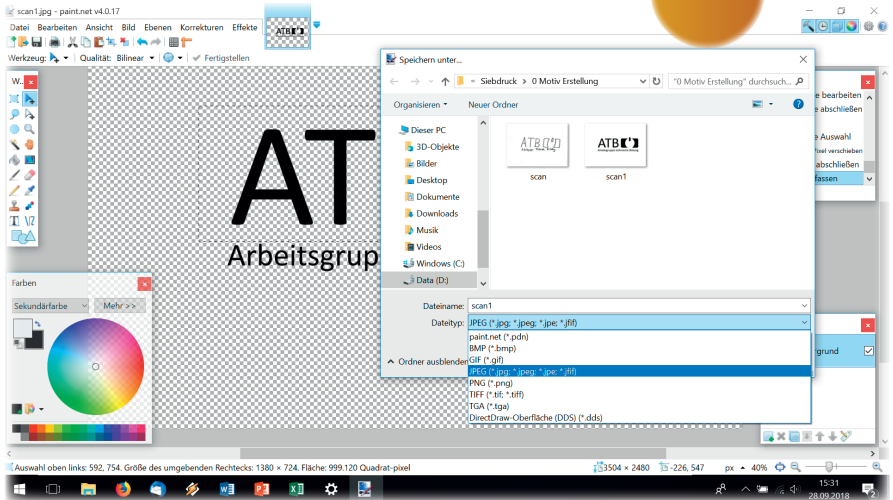 scan1.jpg - paint.net v4.0.17
Datei Bearbeiten Ansicht Bild Ebenen Korrekturen Effekte
Werkzeug: Qualität: Bilinear Fertigstellen
W...
AT
Arbeitsgrup
Farben
Sekundärfarbe Mehr >>
Speichern unter...
Siebdruck > 0 Motiv Erstellung
"0 Motiv Erstellung" durchsuch...
Organisieren Neuer Ordner
Dieser PC
3D-Objekte
Bilder
Desktop
Dokumente
Downloads
Musik
Videos
Windows (C:)
Data (D:)
scan scan1
Dateiname: scan1
Dateityp: JPEG (*.jpg; *.jpeg; *.jpe; *.jfif)
paint.net (*.pdn)
BMP (*.bmp)
GIF (*.gif)
JPEG (*.jpg; *.jpeg; *.jpe; *.jfif)
PNG (*.png)
TIFF (*.tif; *.tiff)
TGA (*.tga)
DirectDraw-Oberfläche (DDS) (*.dds)
Ordner ausblenden
e bearbeiten
e abschließen
e Auswahl
Pixel verschieben
abschließen
fassen
rgrund
Auswahl oben links: 592, 754. Größe des umgebenden Rechtecks: 1380 × 724. Fläche: 999.120 Quadrat-pixel
3504 × 2480 -226, 547 px 40%
15:31
28.09.2018